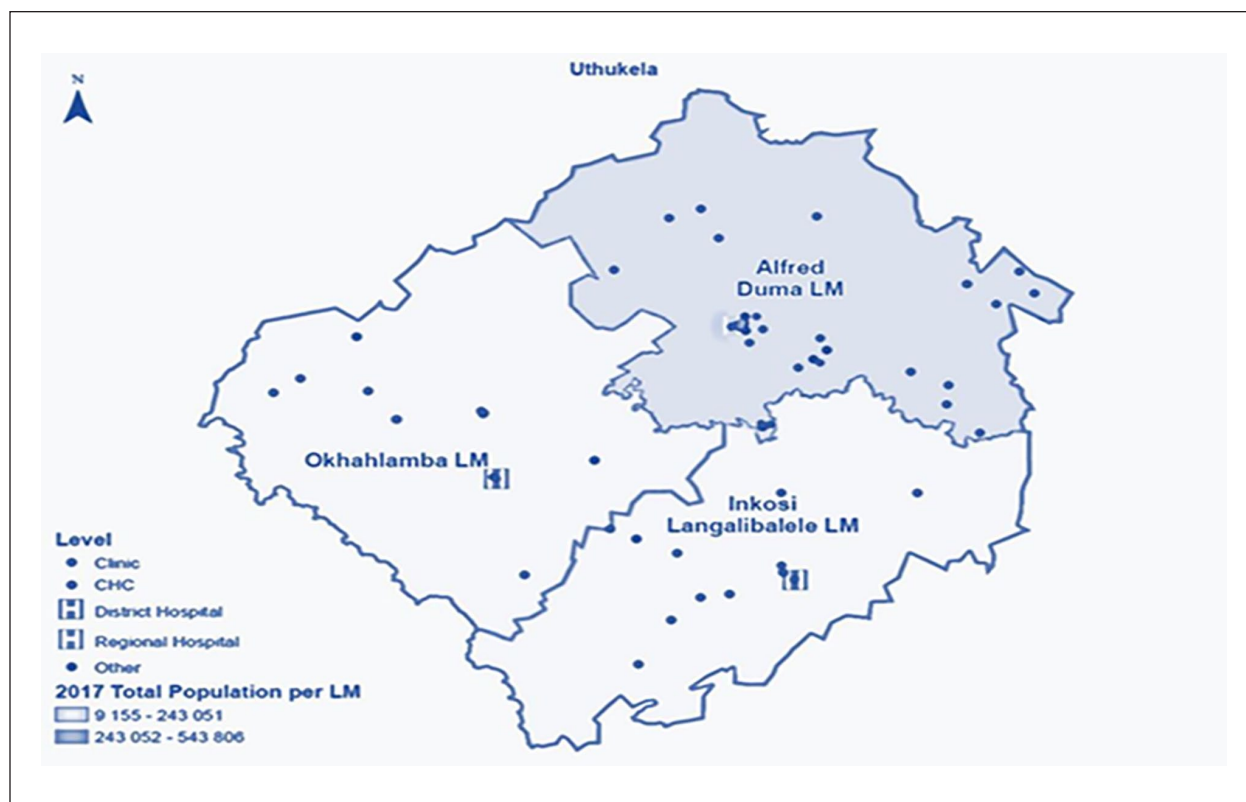 Uthukela
N
Alfred
Duma LM
Okhahlamba LM
Inkosi
Langalibalele LM
Level
Clinic
CHC
District Hospital
Regional Hospital
Other
2017 Total Population per LM
9 155 - 243 051
243 052 - 543 806